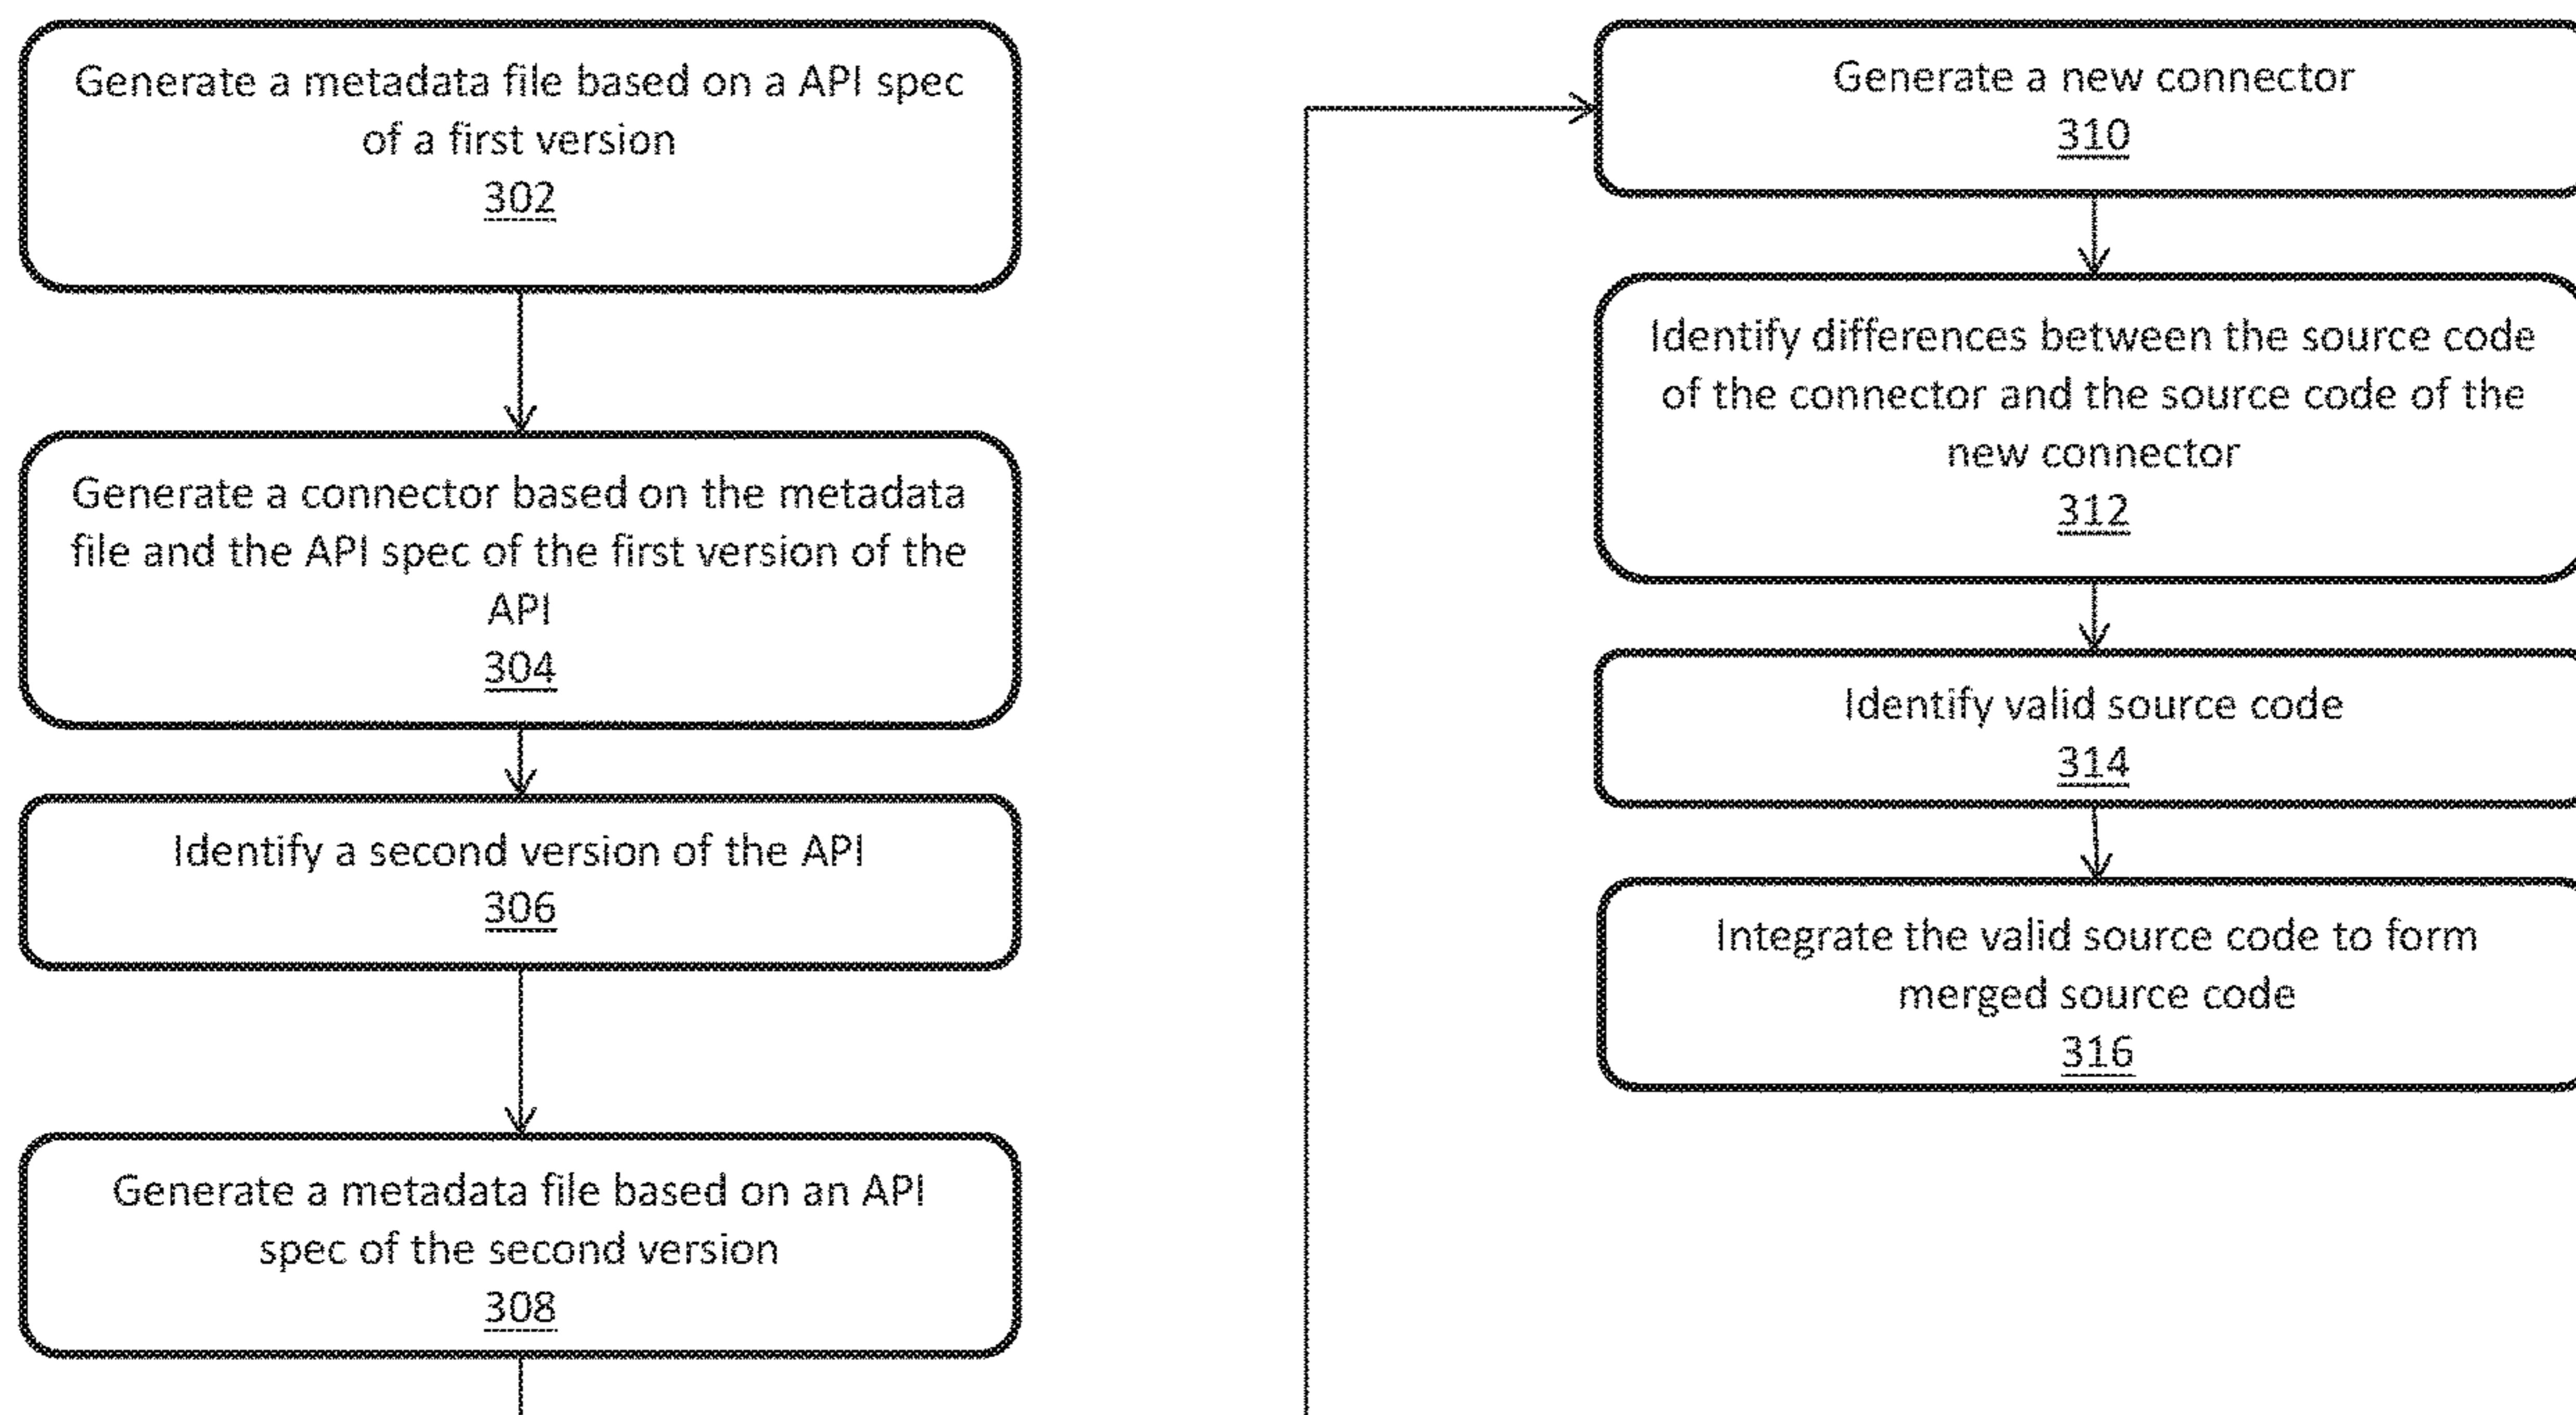 Generate a metadata file based on a API spec
of a first version
302
Generate a connector based on the metadata
file and the API spec of the first version of the
API
304
Identify a second version of the API
306
Generate a metadata file based on an API
spec of the second version
308
Generate a new connector
310
Identify differences between the source code
of the connector and the source code of the
new connector
312
Identify valid source code
314
Integrate the valid source code to form
merged source code
316